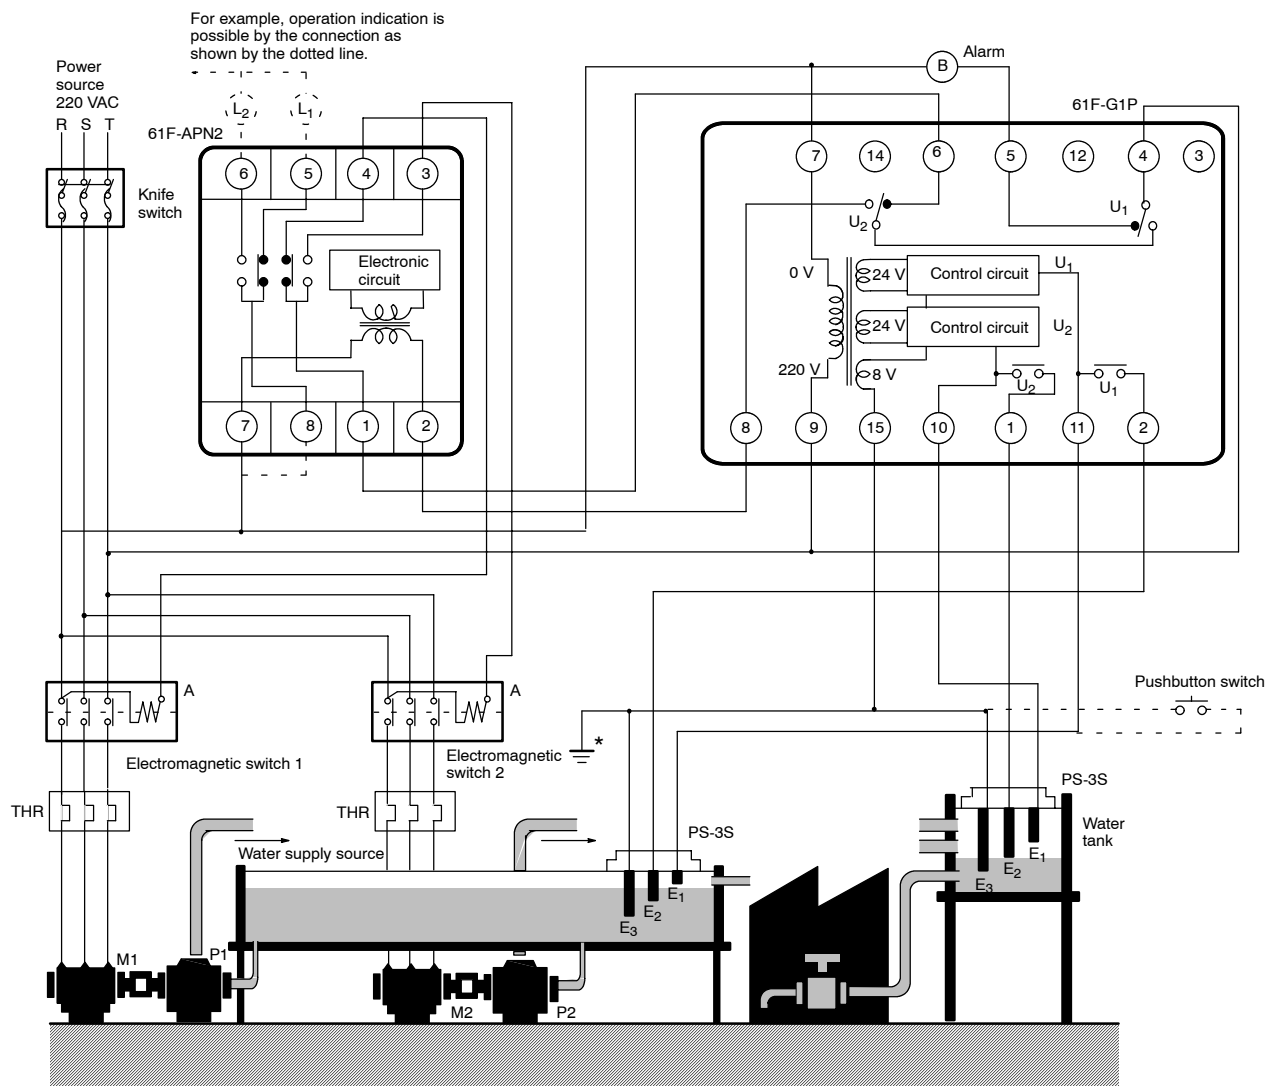 For example, operation indication is
possible by the connection as
shown by the dotted line.
Power
source
220 VAC
R S T
Knife
switch
61F-APN2
L2
L1
6
5
4
3
Electronic
circuit
7
8
1
2
B
Alarm
61F-G1P
7
14
6
5
12
4
3
U2
U1
0 V
24 V
Control circuit
U1
24 V
Control circuit
U2
220 V
8 V
U2
U1
8
9
15
10
1
11
2
A
Electromagnetic switch 1
A
Electromagnetic
switch 2
*
Pushbutton switch
THR
THR
PS-3S
PS-3S
Water supply source
Water
tank
E1
E2
E3
E1
E2
E3
M1
P1
M2
P2